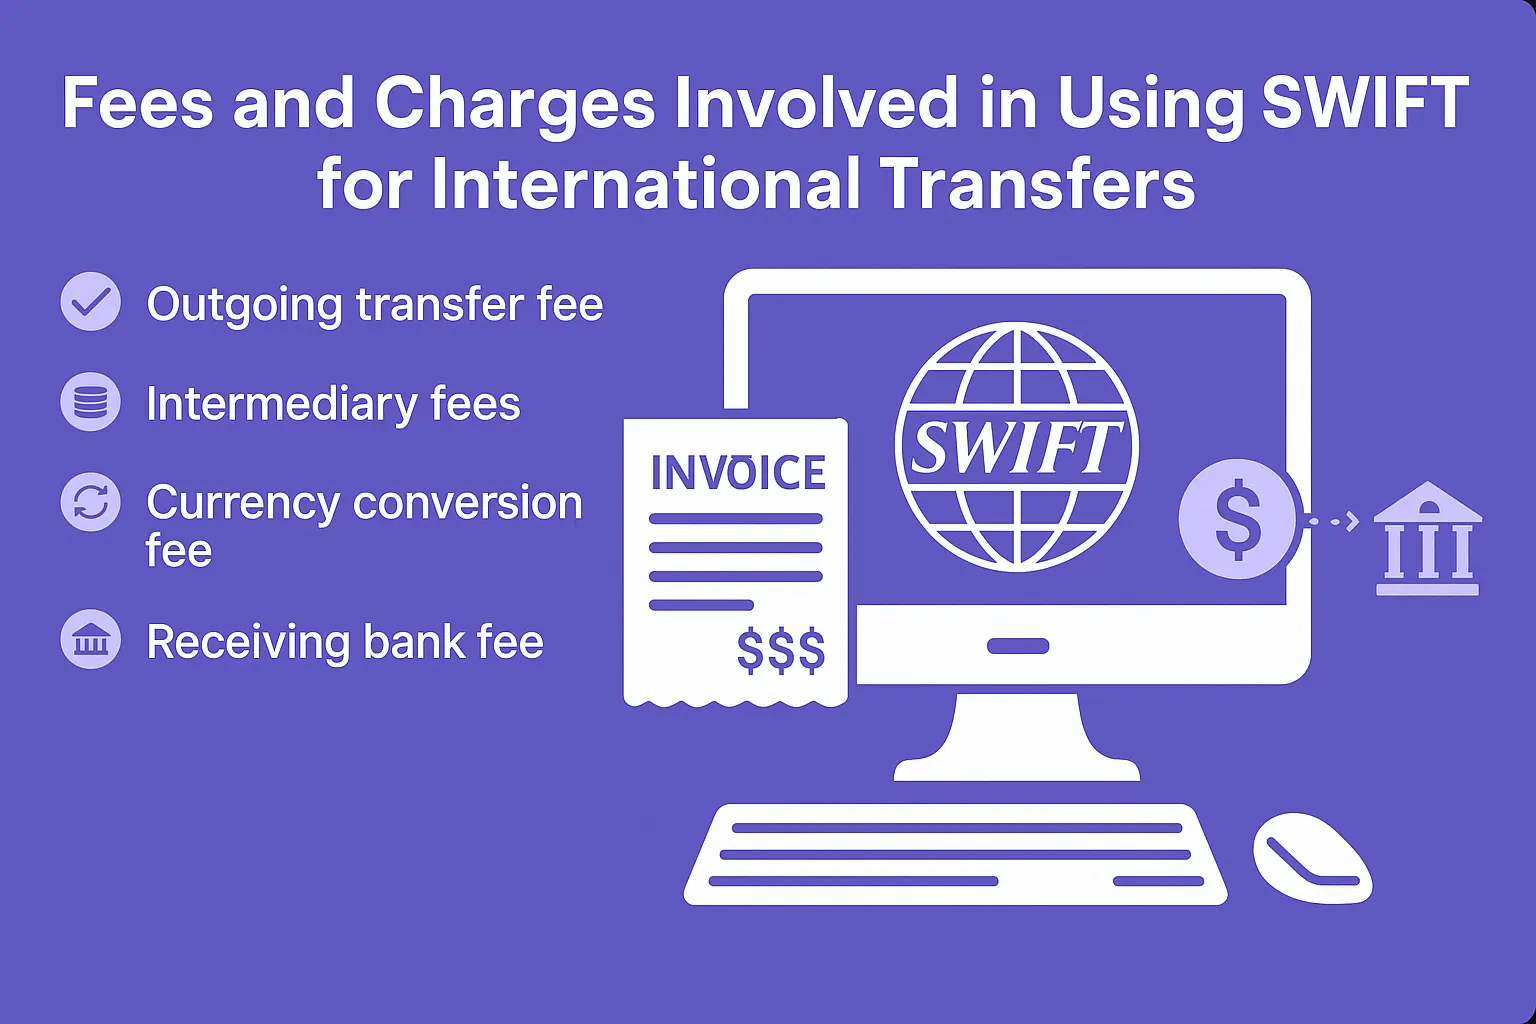 Fees and Charges Involved in Using SWIFT
for International Transfers
Outgoing transfer fee
Intermediary fees
Currency conversion
fee
Receiving bank fee
INVOICE
$$$
SWIFT
$